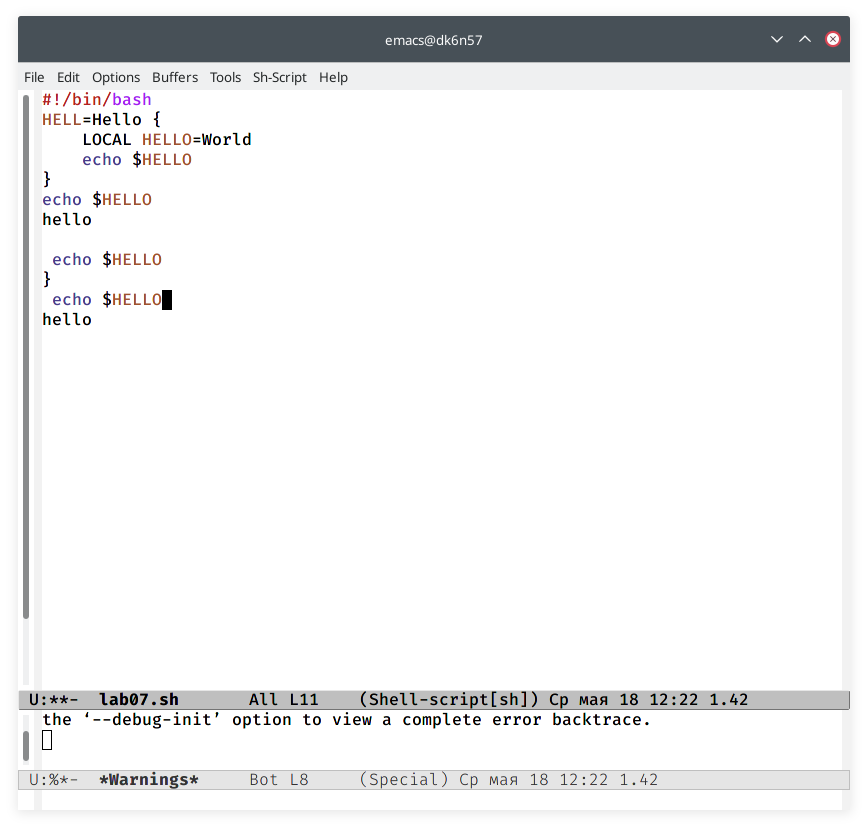 emacs@dk6n57
File Edit Options Buffers Tools Sh-Script Help
#!/bin/bash
HELL=Hello {
    LOCAL HELLO=World
    echo $HELLO
}
echo $HELLO
hello

 echo $HELLO
}
 echo $HELLO
hello
U:**-  lab07.sh       All L11    (Shell-script[sh]) Ср мая 18 12:22 1.42
the ‘--debug-init’ option to view a complete error backtrace.
U:%*-  *Warnings*     Bot L8     (Special) Ср мая 18 12:22 1.42